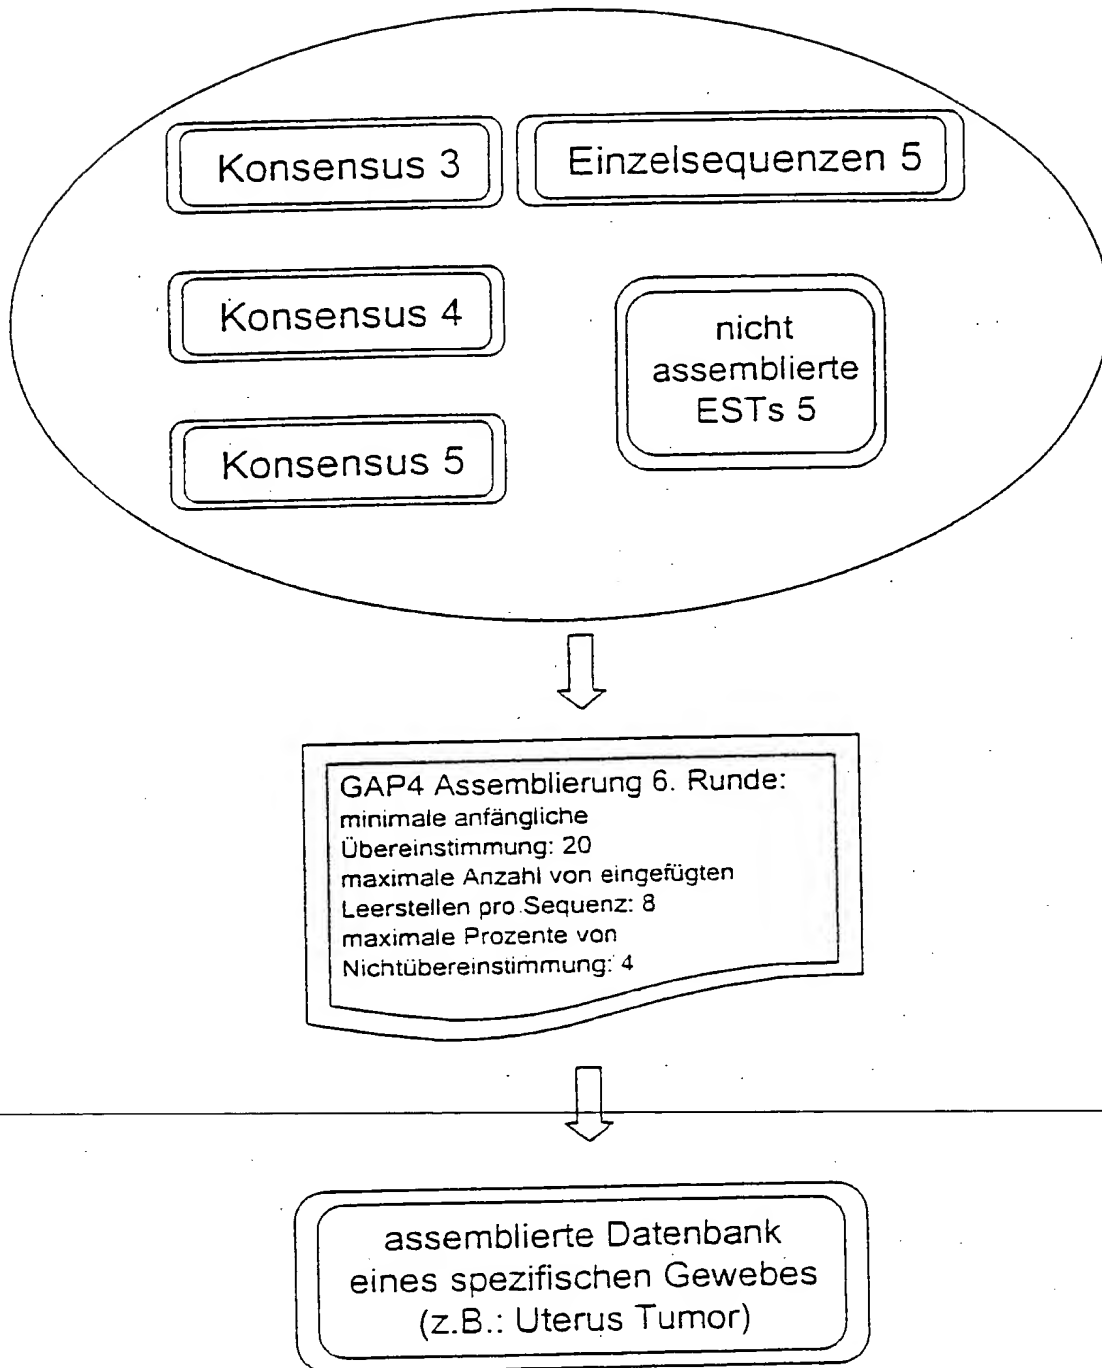 Konsensus 3
Einzelsequenzen 5
Konsensus 4
nicht
assemblierte
ESTs 5
Konsensus 5
GAP4 Assemblierung 6. Runde:
minimale anfängliche
Übereinstimmung: 20
maximale Anzahl von eingefügten
Leerstellen pro Sequenz: 8
maximale Prozente von
Nichtübereinstimmung: 4
assemblierte Datenbank
eines spezifischen Gewebes
(z.B.: Uterus Tumor)